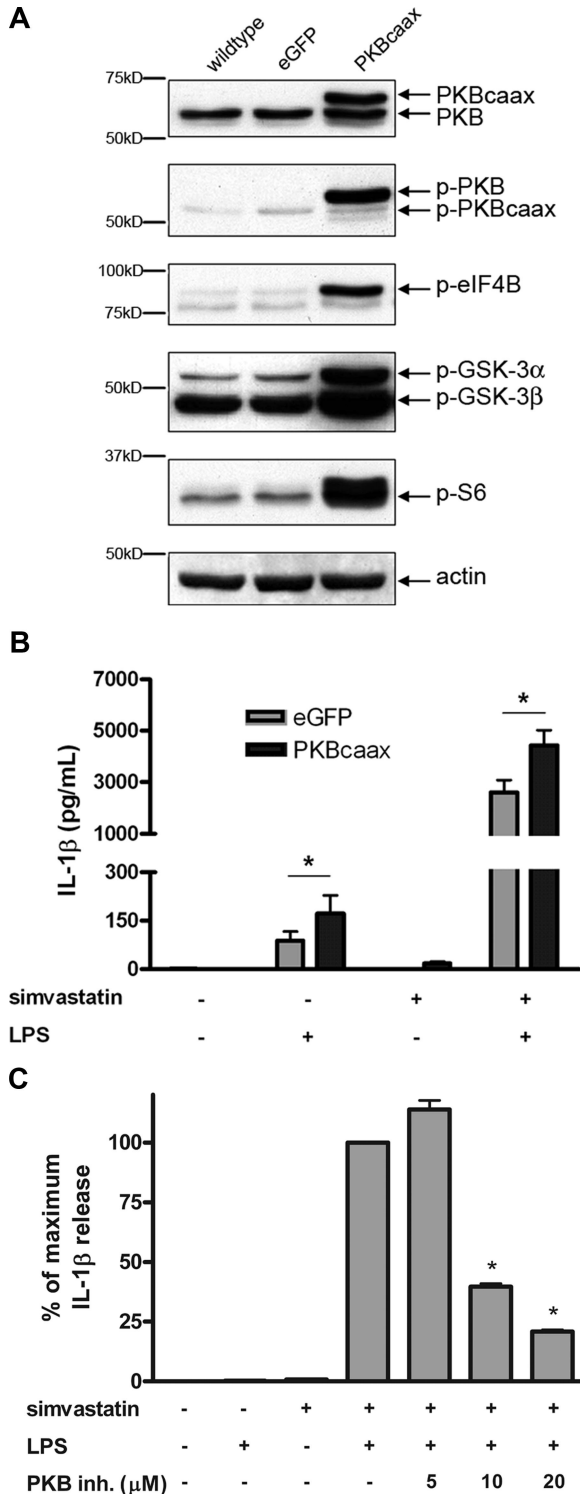 A
wildtype eGFP PKBcaax
75kD
PKBcaax
PKB
50kD
p-PKB
p-PKBcaax
50kD
100kD
p-eIF4B
75kD
p-GSK-3α
50kD
p-GSK-3β
37kD
p-S6
50kD
actin
B
7000
5000
3000
1000
300
150
0
IL-1β (pg/mL)
eGFP
PKBcaax
* *
simvastatin - - + +
LPS - + - +
C
100
75
50
25
0
% of maximum
IL-1β release
* *
simvastatin - - + + + + +
LPS - + - + + + +
PKB inh. (μM) - - - - 5 10 20